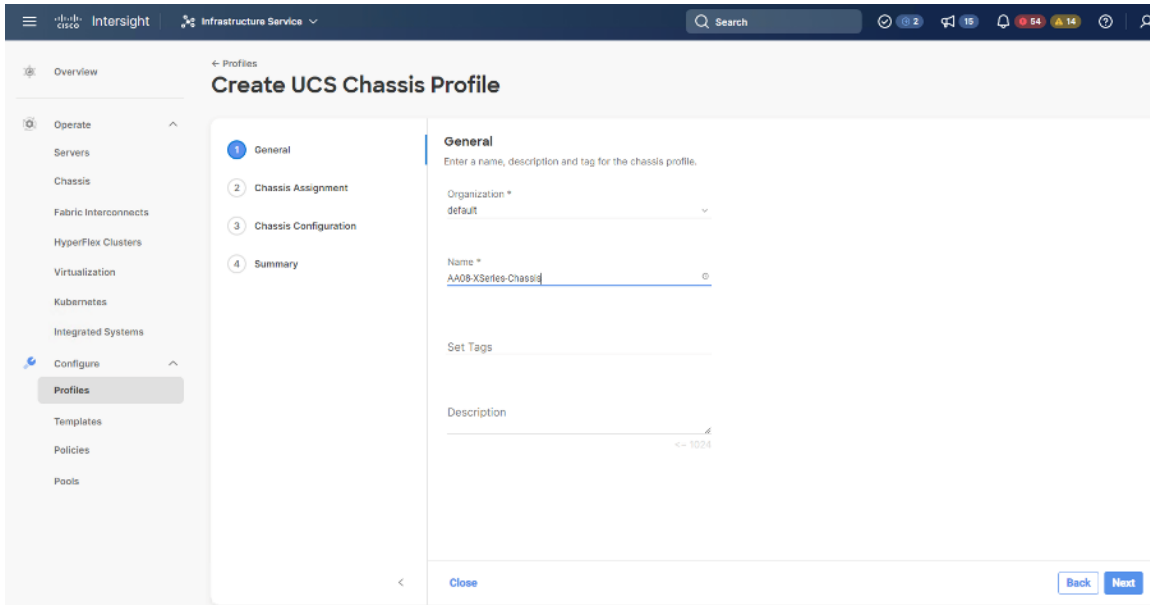 cisco Intersight
Infrastructure Service
Search
2
15
54
14
Overview
Operate
Servers
Chassis
Fabric Interconnects
HyperFlex Clusters
Virtualization
Kubernetes
Integrated Systems
Configure
Profiles
Templates
Policies
Pools
← Profiles
Create UCS Chassis Profile
1 General
2 Chassis Assignment
3 Chassis Configuration
4 Summary
General
Enter a name, description and tag for the chassis profile.
Organization *
default
Name *
AA08-XSeries-Chassis
Set Tags
Description
<= 1024
Close
Back
Next